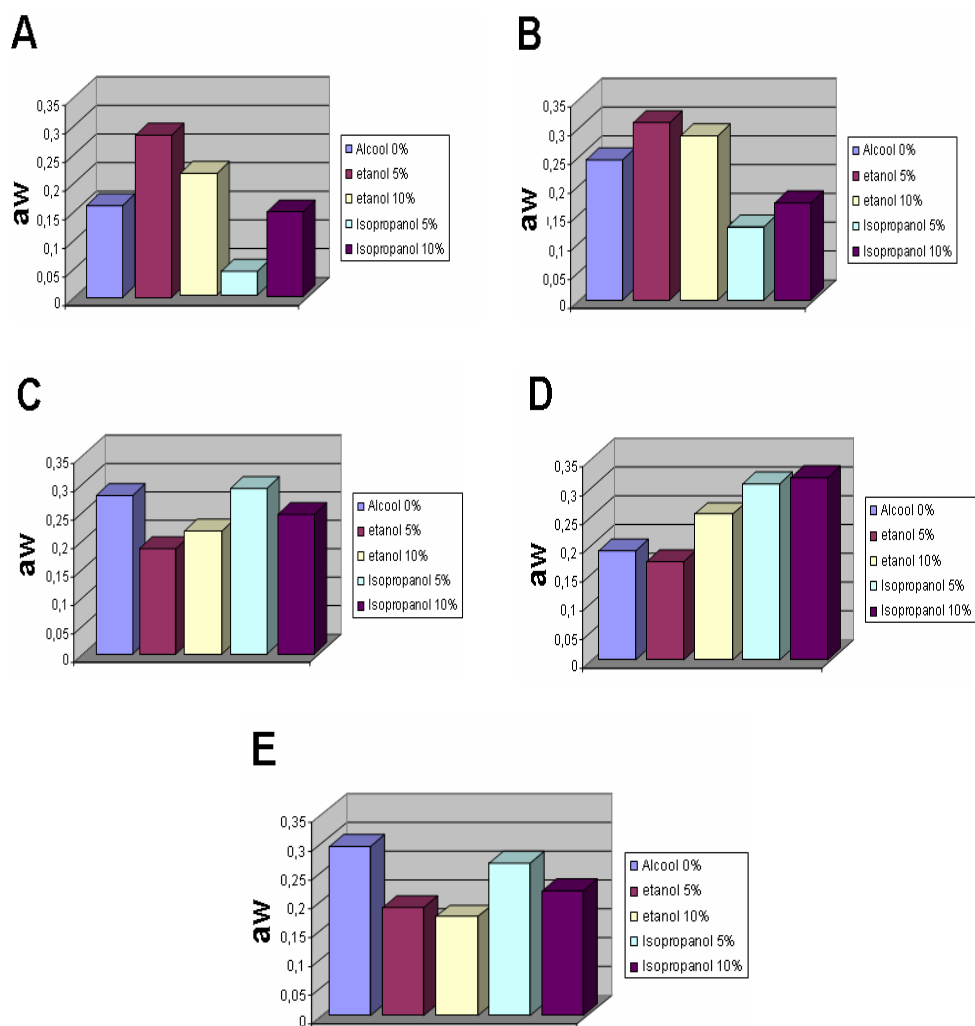 A
aw
0,35
0,3
0,25
0,2
0,15
0,1
0,05
0
Alcool 0%
etanol 5%
etanol 10%
Isopropanol 5%
Isopropanol 10%
B
aw
0,35
0,3
0,25
0,2
0,15
0,1
0,05
0
Alcool 0%
etanol 5%
etanol 10%
Isopropanol 5%
Isopropanol 10%
C
aw
0,35
0,3
0,25
0,2
0,15
0,1
0,05
0
Alcool 0%
etanol 5%
etanol 10%
Isopropanol 5%
Isopropanol 10%
D
aw
0,35
0,3
0,25
0,2
0,15
0,1
0,05
0
Alcool 0%
etanol 5%
etanol 10%
Isopropanol 5%
Isopropanol 10%
E
aw
0,35
0,3
0,25
0,2
0,15
0,1
0,05
0
Alcool 0%
etanol 5%
etanol 10%
Isopropanol 5%
Isopropanol 10%